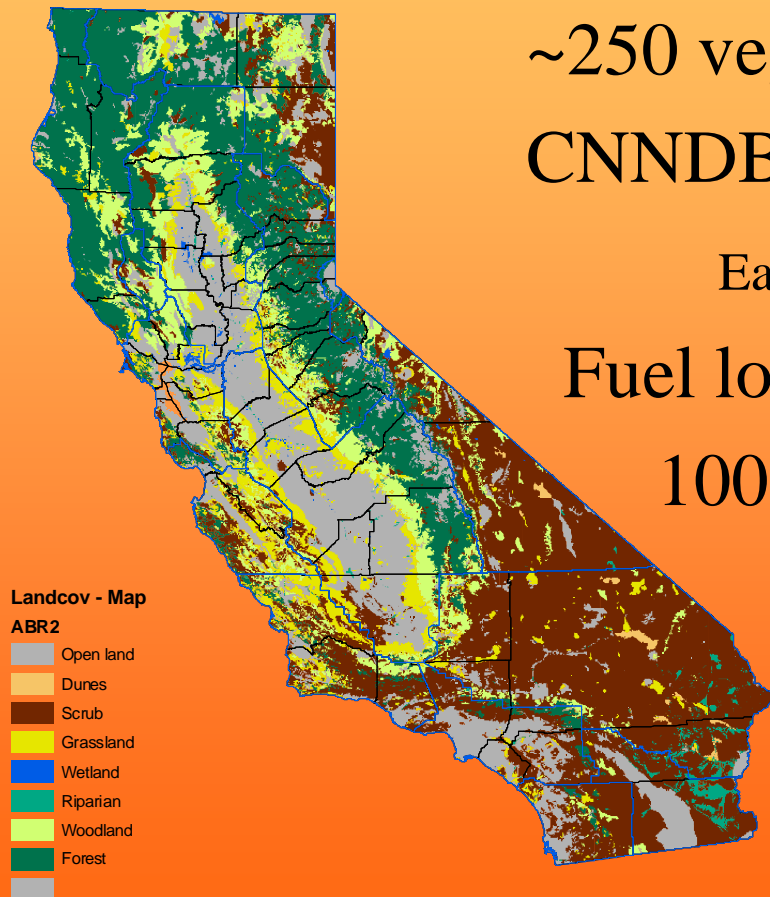 ~250 ve
CNNDB
Ea
Fuel lo
100
Landcov - Map
ABR2
Open land
Dunes
Scrub
Grassland
Wetland
Riparian
Woodland
Forest